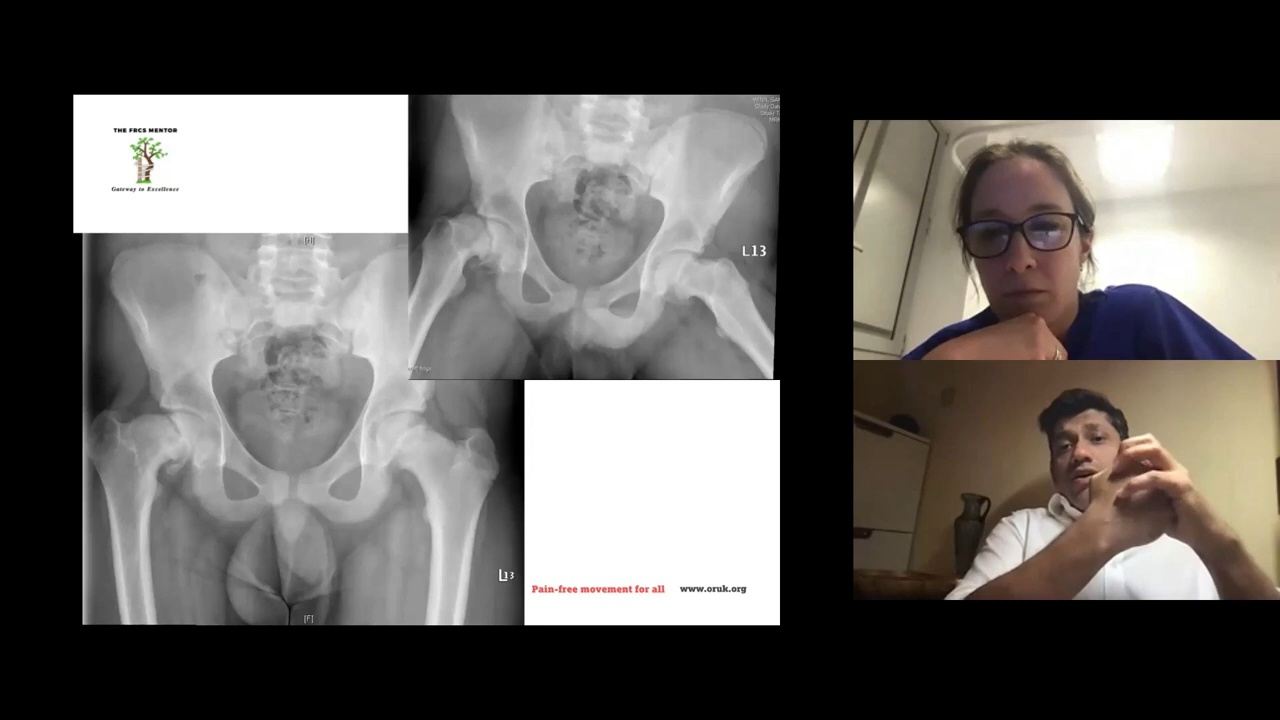 THE FRCS MENTOR
Gateway to Excellence
[H]
L13
L13
[F]
Pain-free movement for all www.oruk.org